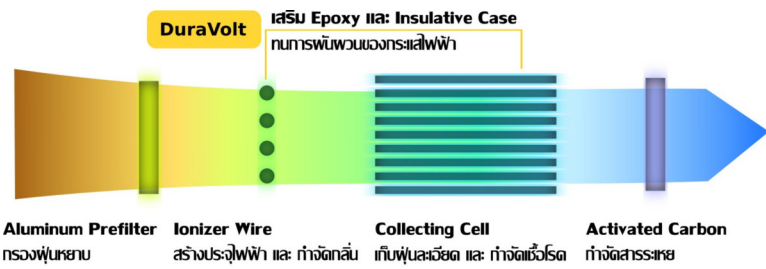 DuraVolt
เสริม Epoxy และ Insulative Case
ทนการผันผวนของกระแสไฟฟ้า
Aluminum Prefilter
กรองฝุ่นหยาบ
Ionizer Wire
สร้างประจุไฟฟ้า และ กำจัดกลิ่น
Collecting Cell
เก็บฝุ่นละเอียด และ กำจัดเชื้อโรค
Activated Carbon
กำจัดสารระเหย